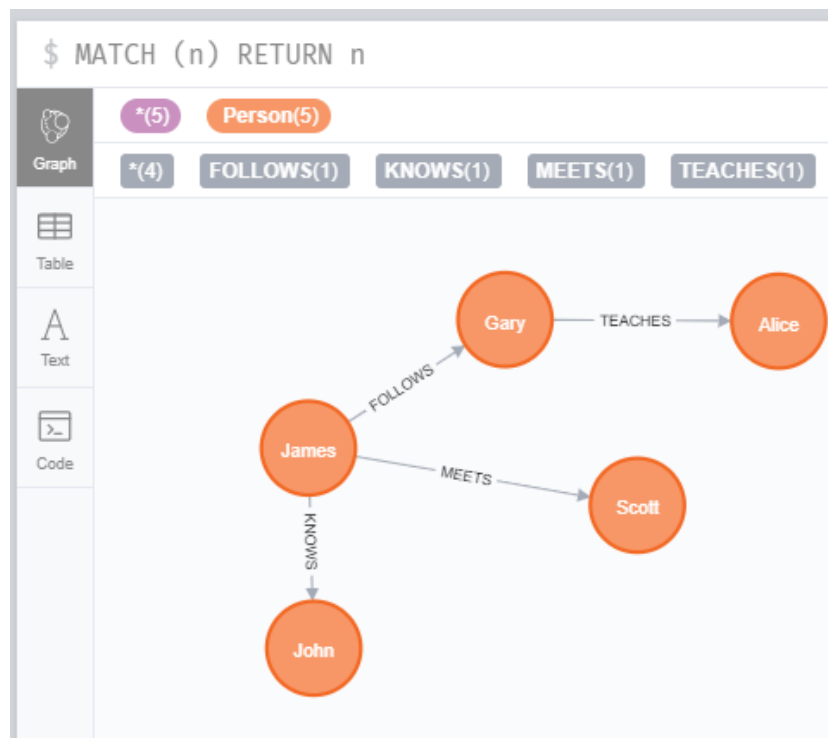 $ MATCH (n) RETURN n
*(5) Person(5)
Graph
*(4) FOLLOWS(1) KNOWS(1) MEETS(1) TEACHES(1)
Table
Text
Code
Gary
TEACHES
Alice
FOLLOWS
James
MEETS
Scott
KNOWS
John